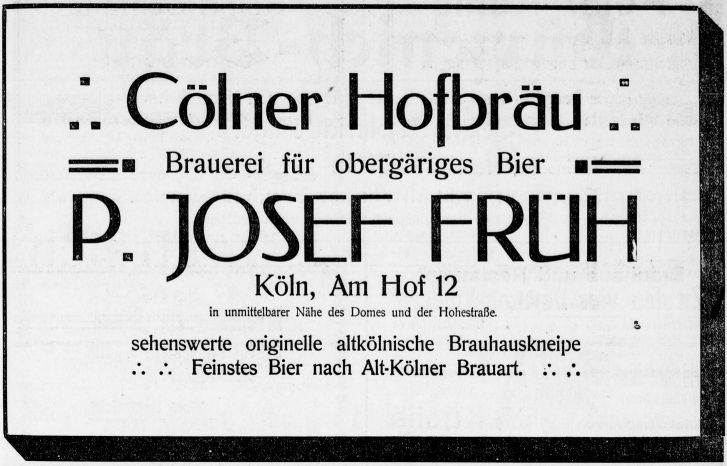 Cölner Hofbräu
Brauerei für obergäriges Bier
P. JOSEF FRÜH
Köln, Am Hof 12
in unmittelbarer Nähe des Domes und der Hohestraße.
sehenswerte originelle altkölnische Brauhauskneipe
Feinstes Bier nach Alt-Kölner Brauart.